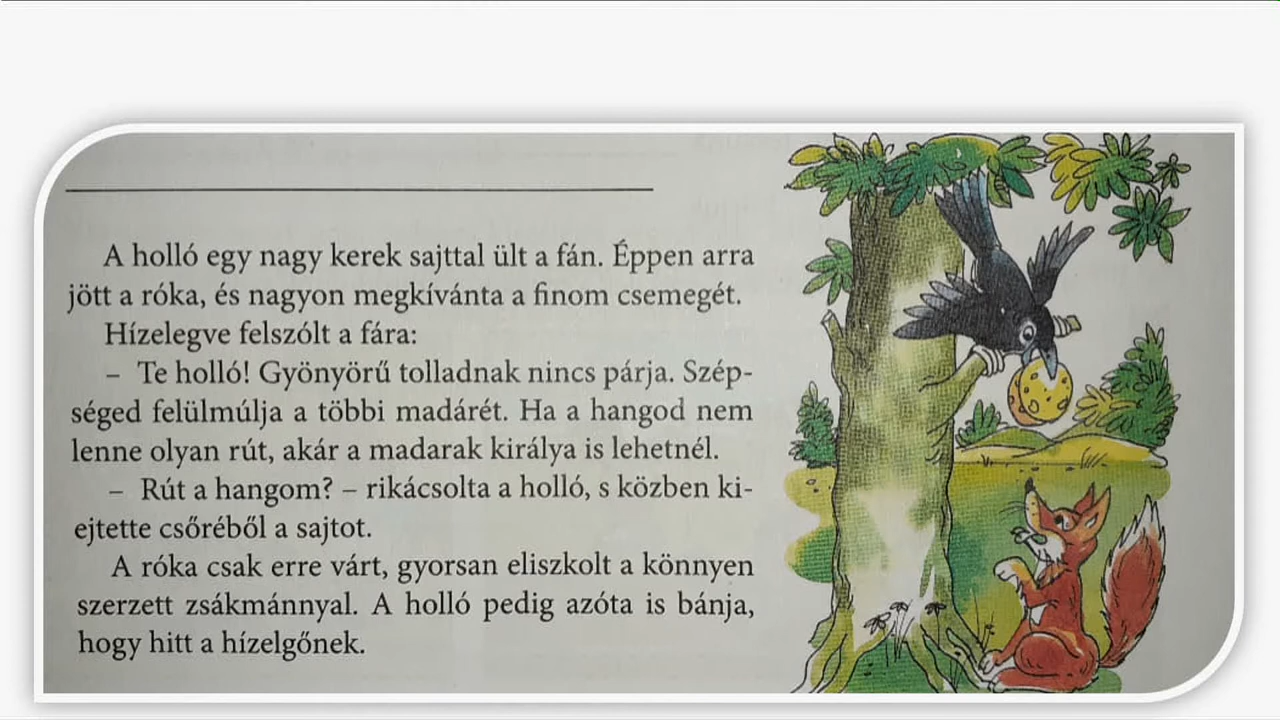 A holló egy nagy kerek sajttal ült a fán. Éppen arra
jött a róka, és nagyon megkívánta a finom csemegét.
Hízelegve felszólt a fára:
– Te holló! Gyönyörű tolladnak nincs párja. Szép-
séged felülmúlja a többi madárét. Ha a hangod nem
lenne olyan rút, akár a madarak királya is lehetnél.
– Rút a hangom? – rikácsolta a holló, s közben ki-
ejtette csőréből a sajtot.
A róka csak erre várt, gyorsan eliszkolt a könnyen
szerzett zsákmánnyal. A holló pedig azóta is bánja,
hogy hitt a hízelgőnek.